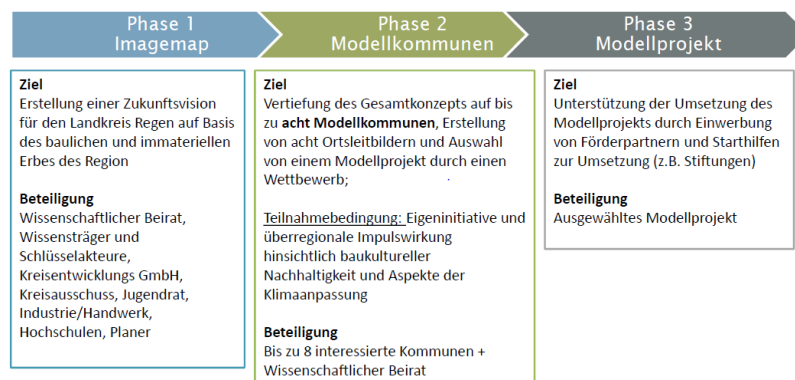 Phase 1
Imagemap
Phase 2
Modellkommunen
Phase 3
Modellprojekt
Ziel
Erstellung einer Zukunftsvision
für den Landkreis Regen auf Basis
des baulichen und immateriellen
Erbes des Region
Beteiligung
Wissenschaftlicher Beirat,
Wissensträger und
Schlüsselakteure,
Kreisentwicklungs GmbH,
Kreisausschuss, Jugendrat,
Industrie/Handwerk,
Hochschulen, Planer
Ziel
Vertiefung des Gesamtkonzepts auf bis
zu acht Modellkommunen, Erstellung
von acht Ortsleitbildern und Auswahl
von einem Modellprojekt durch einen
Wettbewerb;
Teilnahmebedingung: Eigeninitiative und
überregionale Impulswirkung
hinsichtlich baukultureller
Nachhaltigkeit und Aspekte der
Klimaanpassung
Beteiligung
Bis zu 8 interessierte Kommunen +
Wissenschaftlicher Beirat
Ziel
Unterstützung der Umsetzung des
Modellprojekts durch Einwerbung
von Förderpartnern und Starthilfen
zur Umsetzung (z.B. Stiftungen)
Beteiligung
Ausgewähltes Modellprojekt